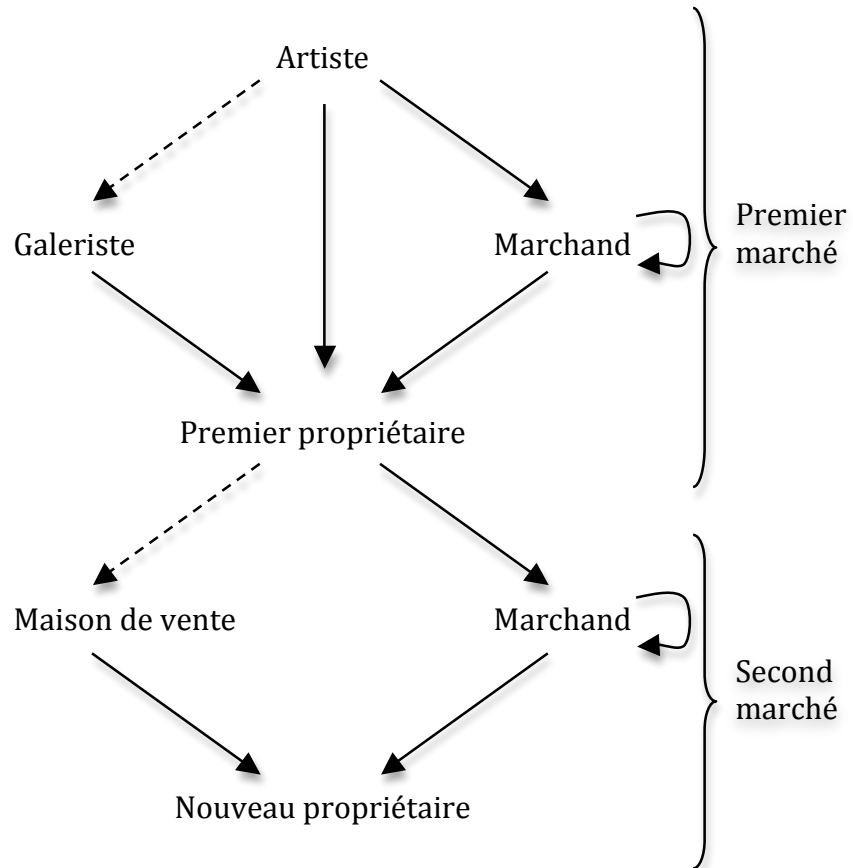 Artiste
Galeriste
Marchand
Premier
marché
Premier propriétaire
Maison de vente
Marchand
Second
marché
Nouveau propriétaire